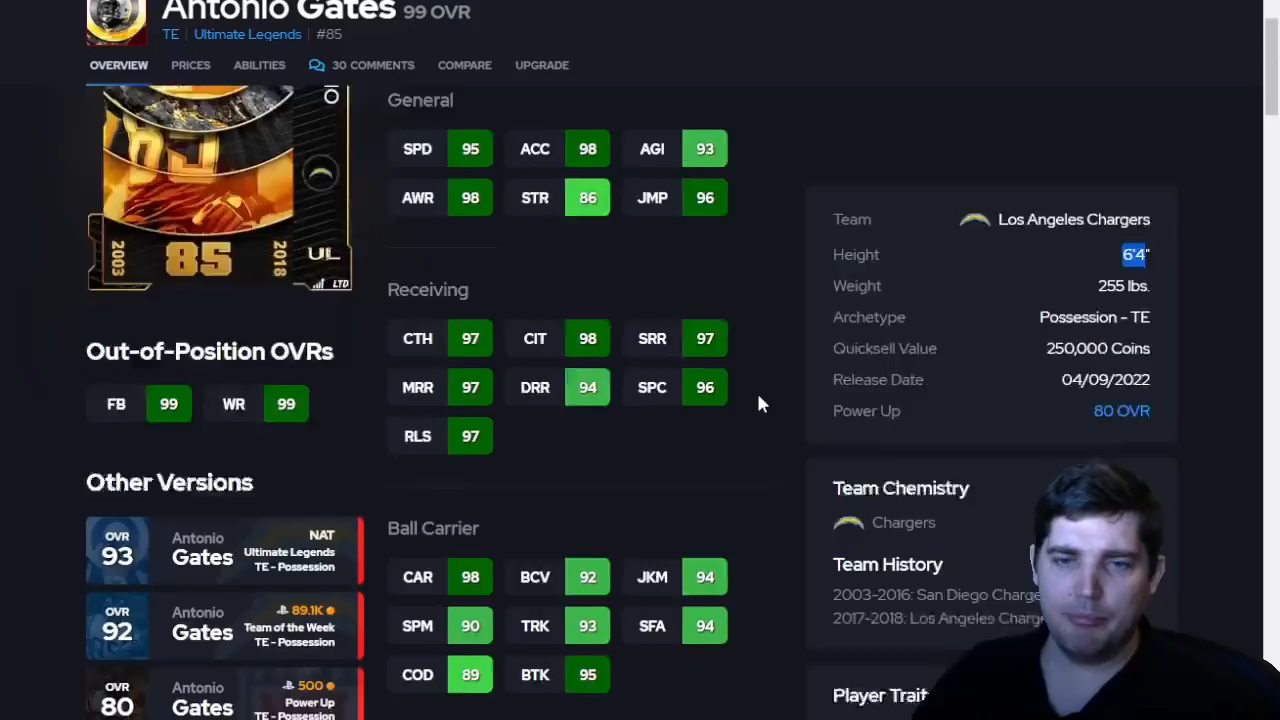 Antonio Gates 99 OVR
TE | Ultimate Legends | #85
OVERVIEW PRICES ABILITIES 30 COMMENTS COMPARE UPGRADE
85
2003 85 2018 UL
LTD
General
SPD 95 ACC 98 AGI 93
AWR 98 STR 86 JMP 96
Receiving
CTH 97 CIT 98 SRR 97
MRR 97 DRR 94 SPC 96
RLS 97
Ball Carrier
CAR 98 BCV 92 JKM 94
SPM 90 TRK 93 SFA 94
COD 89 BTK 95
Out-of-Position OVRs
FB 99 WR 99
Other Versions
OVR 93 Antonio Gates NAT
Ultimate Legends
TE - Possession
OVR 92 Antonio Gates 89.1K
Team of the Week
TE - Possession
OVR 80 Antonio Gates 500
Power Up
TE - Possession
Team Los Angeles Chargers
Height 6'4"
Weight 255 lbs.
Archetype Possession - TE
Quicksell Value 250,000 Coins
Release Date 04/09/2022
Power Up 80 OVR
Team Chemistry
Chargers
Team History
2003-2016: San Diego Charge
2017-2018: Los Angeles Charg
Player Trait